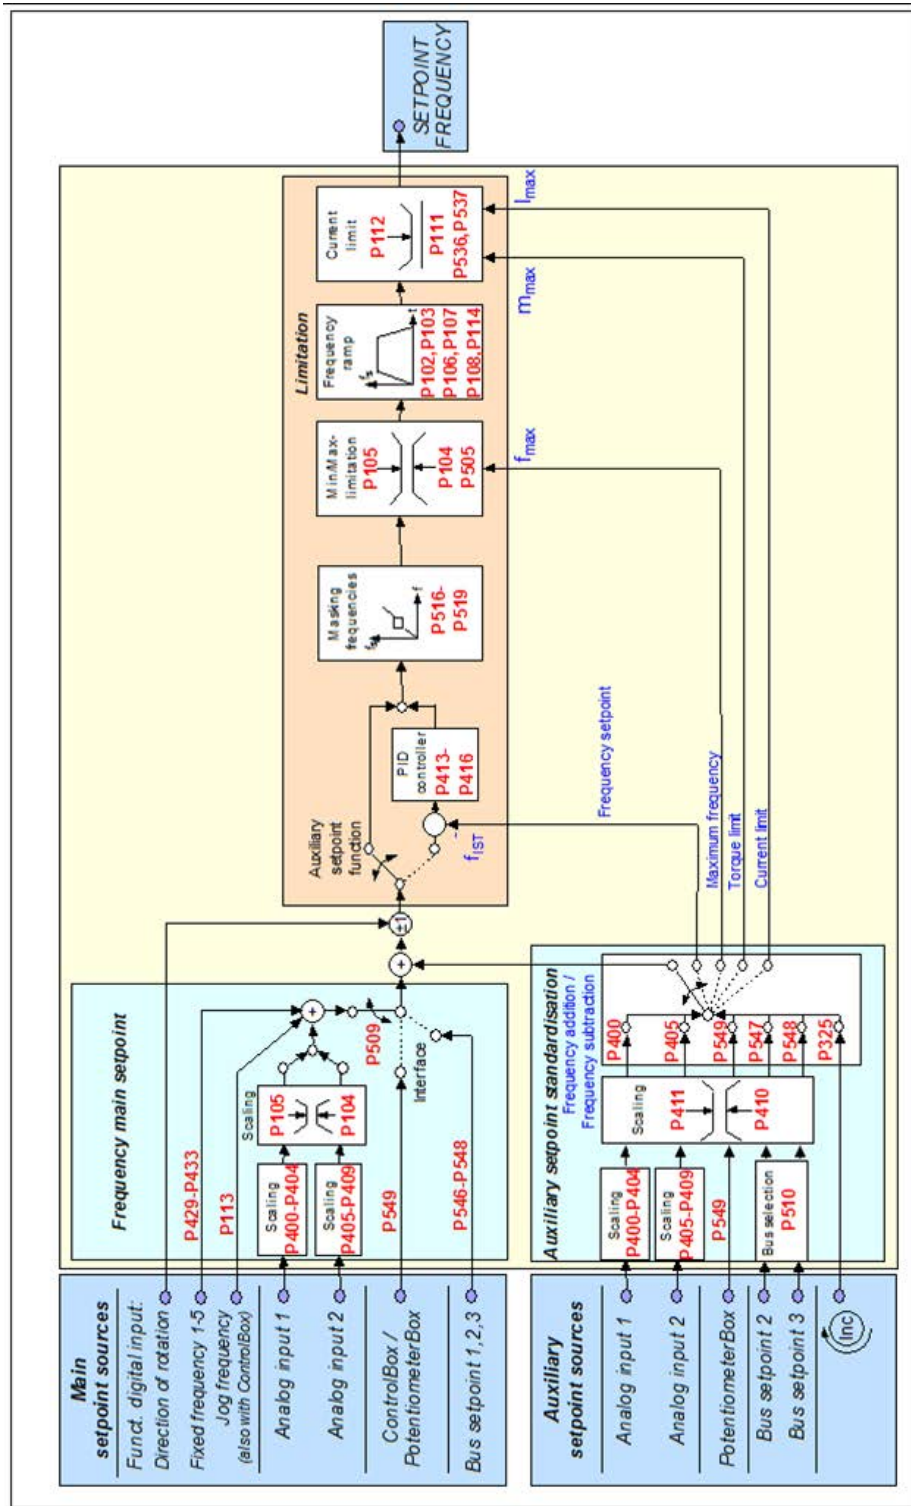 Main
setpoint sources
Funct. digital input:
Direction of rotation
Fixed frequency 1-5
Jog frequency
(also with ControlBox)
Analog input 1
Analog input 2
ControlBox /
PotentiometerBox
Bus setpoint 1,2,3
Frequency main setpoint
P429-P433
P113
Scaling
P400-P404
Scaling
P405-P409
Scaling
P105
P104
P549
P509
Interface
P546-P548
+
+
±1
Limitation
Auxiliary
setpoint
function
f IST
-
PID
controller
P413-
P416
Masking
frequencies
f
P516-
P519
Min/Max-
limitation
P105
P104
P505
Frequency
ramp
t
P102,P103
P106,P107
P108,P114
Current
limit
P112
P111
P536,P537
SETPOINT
FREQUENCY
f max
m max
I max
Frequency setpoint
Maximum frequency
Torque limit
Current limit
Auxiliary
setpoint sources
Analog input 1
Analog input 2
PotentiometerBox
Bus setpoint 2
Bus setpoint 3
Inc
Auxiliary setpoint standardisation
Frequency addition /
Frequency subtraction
Scaling
P400-P404
Scaling
P405-P409
P549
Bus selection
P510
Scaling
P411
P410
P400
P405
P549
P547
P548
P325